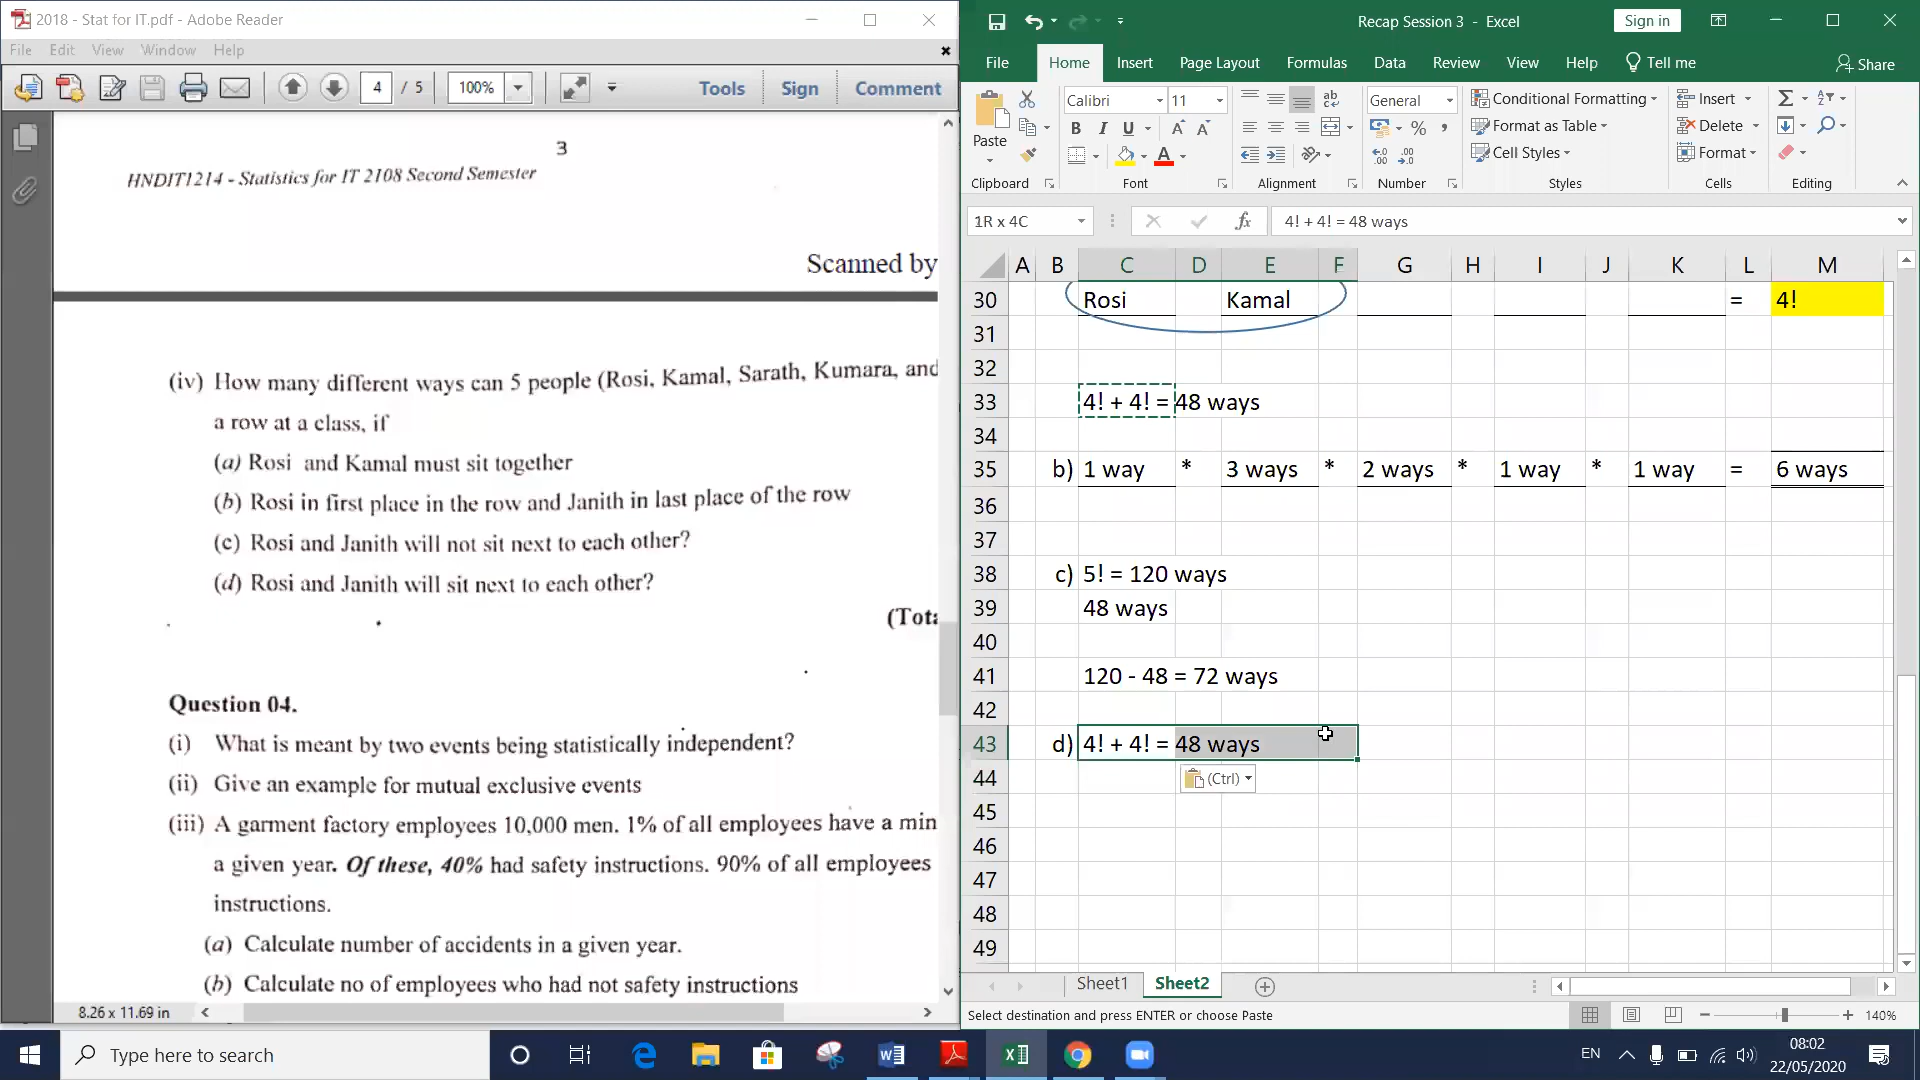 2018 - Stat for IT.pdf - Adobe Reader
File Edit View Window Help
4 / 5 100% Tools Sign Comment
3
HNDIT1214 - Statistics for IT 2108 Second Semester
Scanned by
(iv) How many different ways can 5 people (Rosi, Kamal, Sarath, Kumara, and
a row at a class, if
(a) Rosi and Kamal must sit together
(b) Rosi in first place in the row and Janith in last place of the row
(c) Rosi and Janith will not sit next to each other?
(d) Rosi and Janith will sit next to each other?
(Tota
Question 04.
(i) What is meant by two events being statistically independent?
(ii) Give an example for mutual exclusive events
(iii) A garment factory employees 10,000 men. 1% of all employees have a min
a given year. Of these, 40% had safety instructions. 90% of all employees
instructions.
(a) Calculate number of accidents in a given year.
(b) Calculate no of employees who had not safety instructions
8.26 x 11.69 in
Recap Session 3 - Excel Sign in
File Home Insert Page Layout Formulas Data Review View Help Tell me Share
Paste Calibri 11 General Conditional Formatting Insert
B I U Format as Table Delete
Cell Styles Format
Clipboard Font Alignment Number Styles Cells Editing
1R x 4C fx 4! + 4! = 48 ways
A B C D E F G H I J K L M
30 Rosi Kamal = 4!
31
32
33 4! + 4! = 48 ways
34
35 b) 1 way * 3 ways * 2 ways * 1 way * 1 way = 6 ways
36
37
38 c) 5! = 120 ways
39 48 ways
40
41 120 - 48 = 72 ways
42
43 d) 4! + 4! = 48 ways
44 (Ctrl)
45
46
47
48
49
Sheet1 Sheet2
Select destination and press ENTER or choose Paste 140%
Type here to search
EN 08:02
22/05/2020